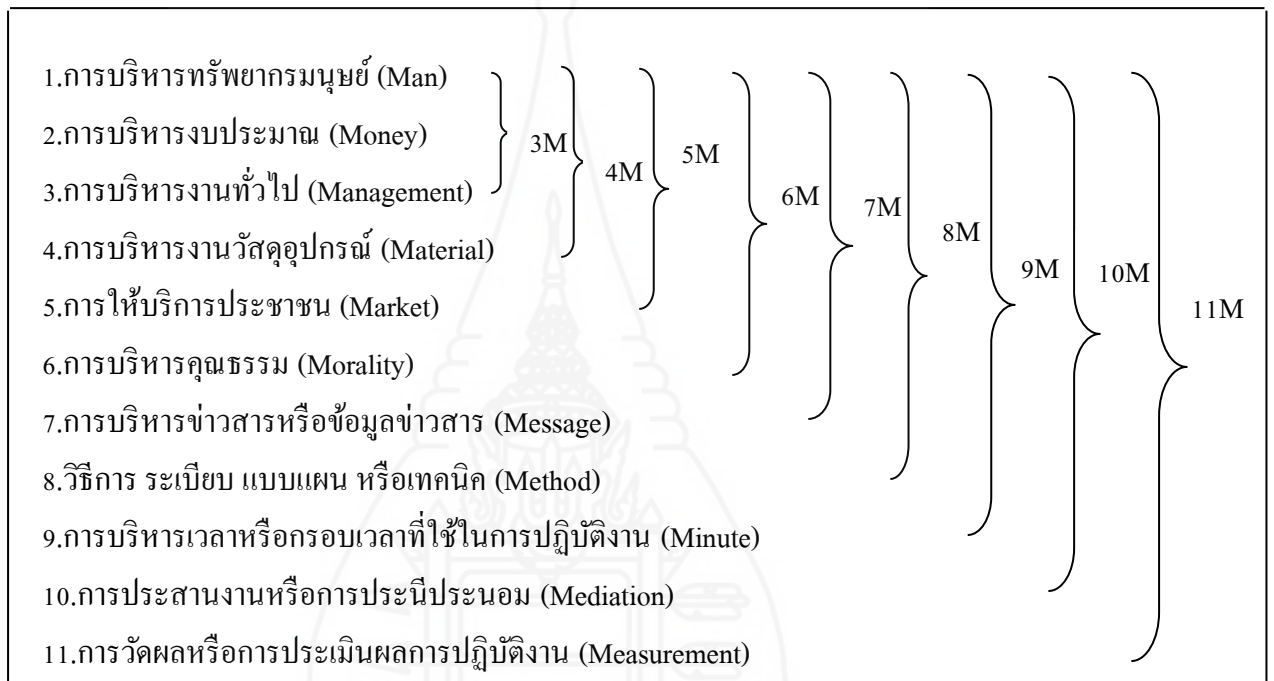 1.การบริหารทรัพยากรมนุษย์ (Man)
2.การบริหารงบประมาณ (Money)
3.การบริหารงานทั่วไป (Management)
4.การบริหารงานวัสดุอุปกรณ์ (Material)
5.การให้บริการประชาชน (Market)
6.การบริหารคุณธรรม (Morality)
7.การบริหารข่าวสารหรือข้อมูลข่าวสาร (Message)
8.วิธีการ ระเบียบ แบบแผน หรือเทคนิค (Method)
9.การบริหารเวลาหรือกรอบเวลาที่ใช้ในการปฏิบัติงาน (Minute)
10.การประสานงานหรือการประนีประนอม (Mediation)
11.การวัดผลหรือการประเมินผลการปฏิบัติงาน (Measurement)
3M
4M
5M
6M
7M
8M
9M
10M
11M